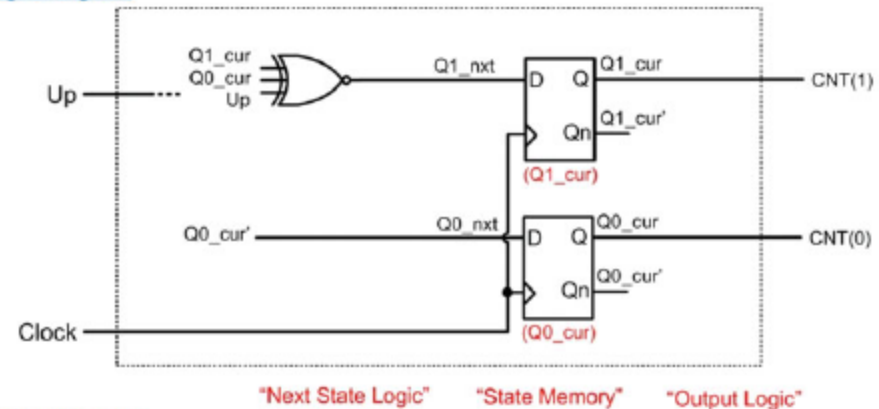 Q1_cur
Q0_cur
Up
Up
Q1_nxt
D
Q
Q1_cur
CNT(1)
Qn
Q1_cur'
(Q1_cur)
Q0_cur'
Q0_nxt
D
Q
Q0_cur
CNT(0)
Qn
Q0_cur'
(Q0_cur)
Clock
"Next State Logic" "State Memory" "Output Logic"